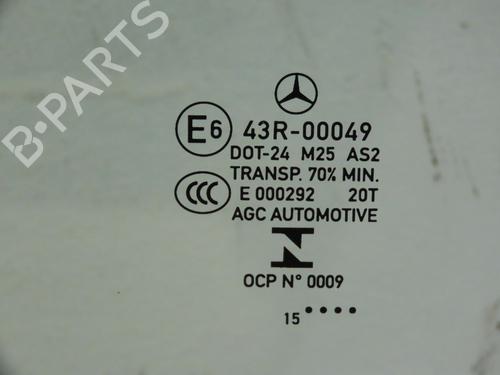 B-PARTS
E6 43R-00049
DOT-24 M25 AS2
TRANSP. 70% MIN.
CCC E 000292 20T
AGC AUTOMOTIVE
N
OCP N° 0009
15 ••••